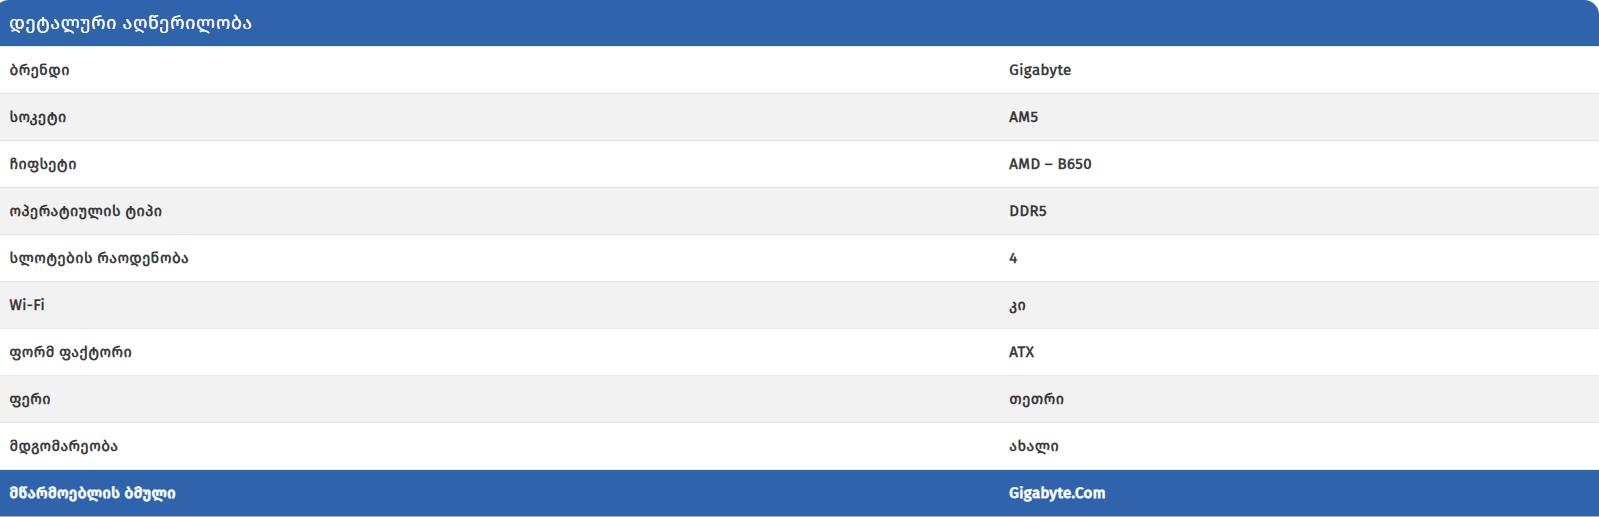 დეტალური აღწერილობა
ბრენდი Gigabyte
სოკეტი AM5
ჩიფსეტი AMD – B650
ოპერატიულის ტიპი DDR5
სლოტების რაოდენობა 4
Wi-Fi კი
ფორმ ფაქტორი ATX
ფერი თეთრი
მდგომარეობა ახალი
მწარმოებლის ბმული Gigabyte.Com